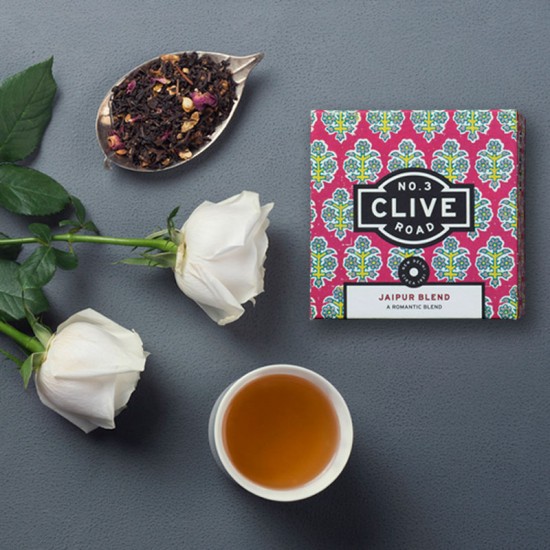 NO. 3
CLIVE
ROAD
JAIPUR BLEND
A ROMANTIC BLEND